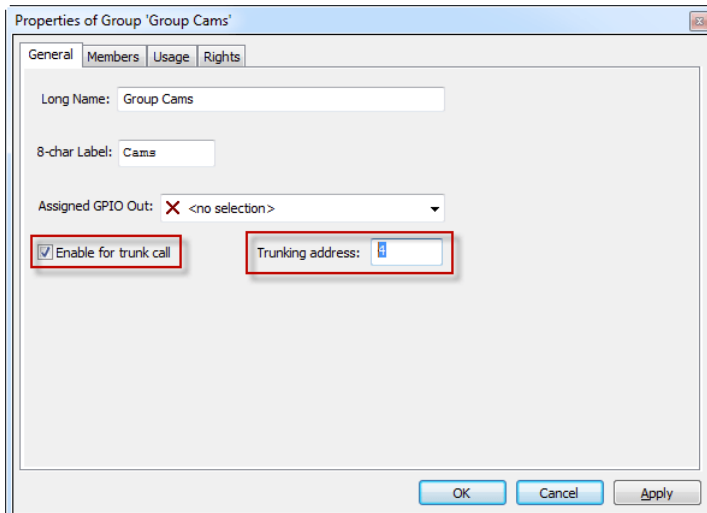 Properties of Group 'Group Cams'
General Members Usage Rights
Long Name: Group Cams
8-char Label: Cams
Assigned GPIO Out: <no selection>
Enable for trunk call Trunking address: 4
OK Cancel Apply